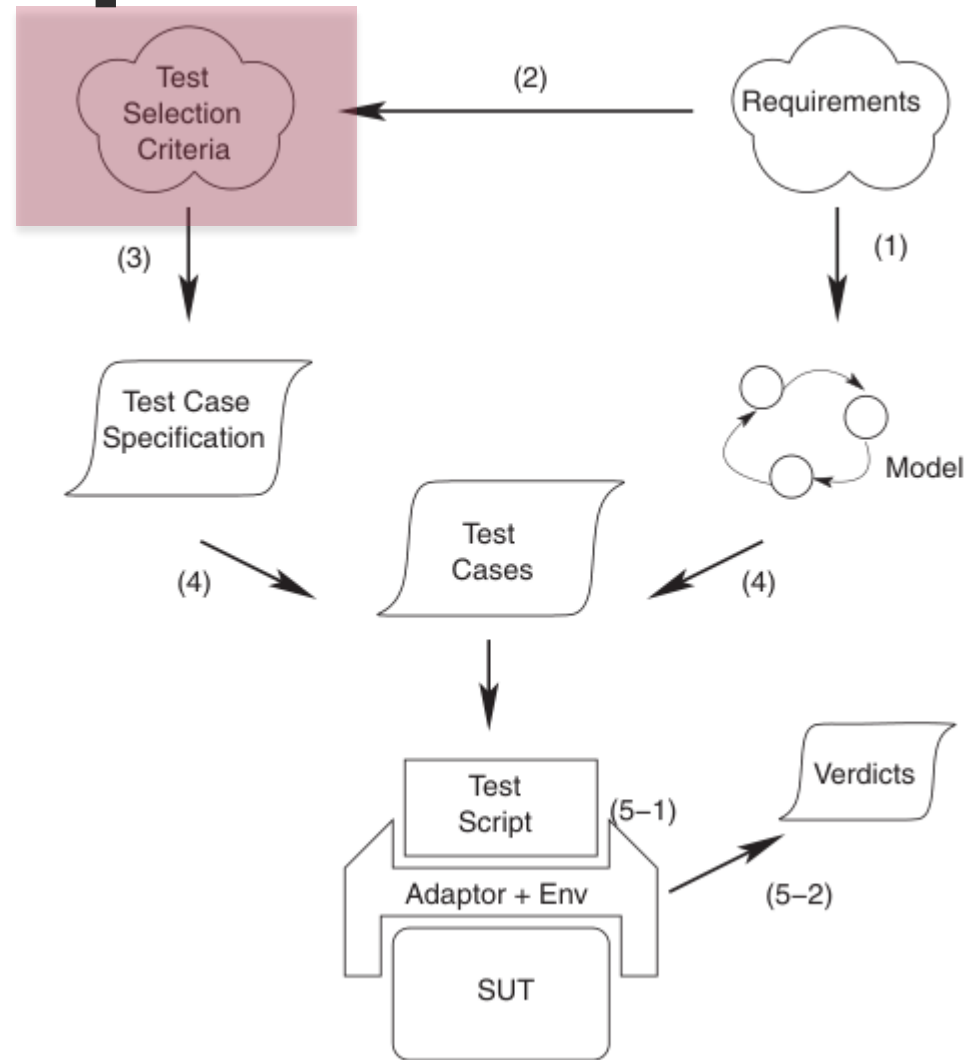 Test
Selection
Criteria
(2)
Requirements
(3)
(1)
Test Case
Specification
Model
Test
Cases
(4)
(4)
Test
Script
(5–1)
Verdicts
Adaptor + Env
(5–2)
SUT